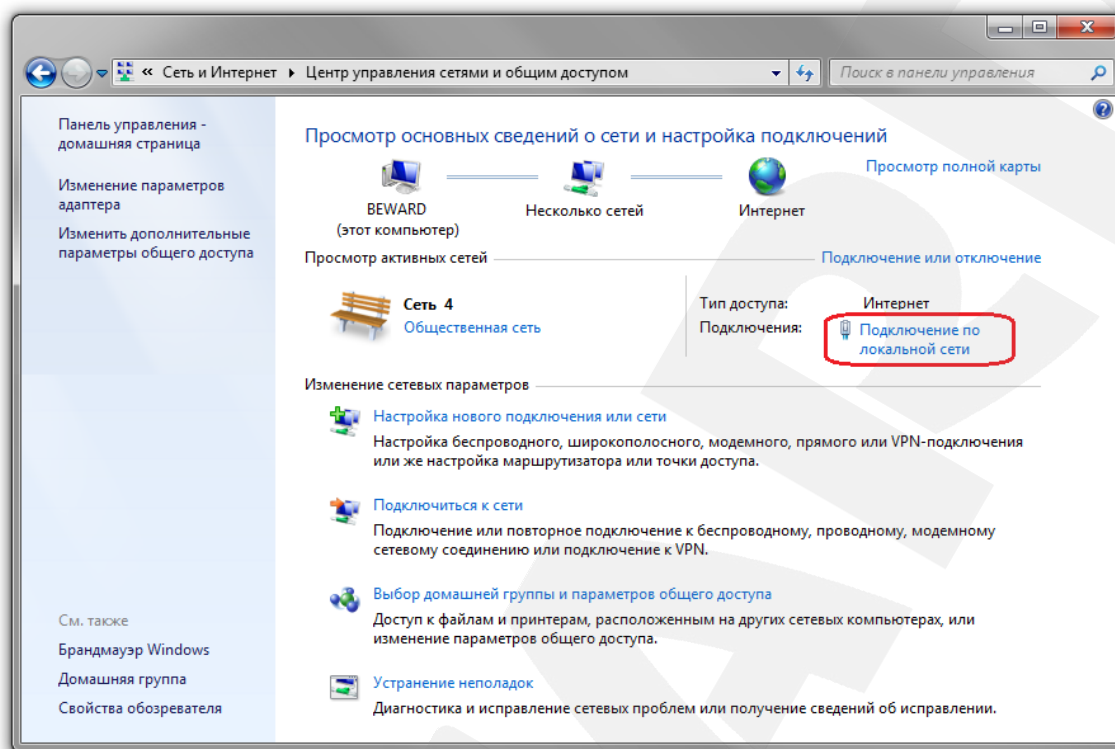 « Сеть и Интернет ▸ Центр управления сетями и общим доступом
Поиск в панели управления
Панель управления -
домашняя страница
Изменение параметров
адаптера
Изменить дополнительные
параметры общего доступа
См. также
Брандмауэр Windows
Домашняя группа
Свойства обозревателя
Просмотр основных сведений о сети и настройка подключений
BEWARD
(этот компьютер)
Несколько сетей
Интернет
Просмотр полной карты
Просмотр активных сетей
Подключение или отключение
Сеть 4
Общественная сеть
Тип доступа: Интернет
Подключения: Подключение по
локальной сети
Изменение сетевых параметров
Настройка нового подключения или сети
Настройка беспроводного, широкополосного, модемного, прямого или VPN-подключения
или же настройка маршрутизатора или точки доступа.
Подключиться к сети
Подключение или повторное подключение к беспроводному, проводному, модемному
сетевому соединению или подключение к VPN.
Выбор домашней группы и параметров общего доступа
Доступ к файлам и принтерам, расположенным на других сетевых компьютерах, или
изменение параметров общего доступа.
Устранение неполадок
Диагностика и исправление сетевых проблем или получение сведений об исправлении.